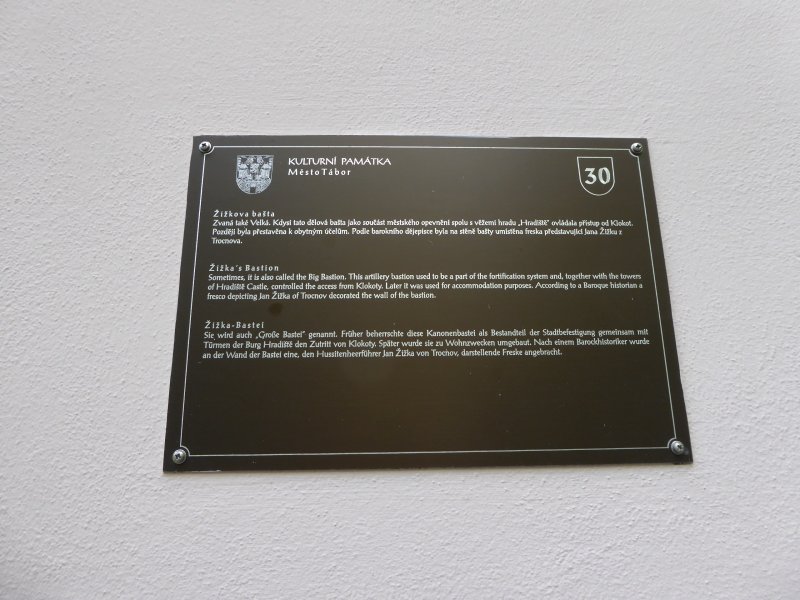 KULTURNÍ PAMÁTKA
Město Tábor
30
Žižkova bašta
Zvaná také Velká. Kdysi tato dělová bašta jako součást městského opevnění spolu s věžemi hradu „Hradiště" ovládala přístup od Klokot.
Později byla přestavěna k obytným účelům. Podle barokního dějepisce byla na stěně bašty umístěna freska představující Jana Žižku z
Trocnova.
Žižka's Bastion
Sometimes, it is also called the Big Bastion. This artillery bastion used to be a part of the fortification system and, together with the towers
of Hradiště Castle, controlled the access from Klokoty. Later it was used for accommodation purposes. According to a Baroque historian a
fresco depicting Jan Žižka of Trocnov decorated the wall of the bastion.
Žižka-Bastei
Sie wird auch „Große Bastei" genannt. Früher beherrschte diese Kanonenbastei als Bestandteil der Stadtbefestigung gemeinsam mit
Türmen der Burg Hradiště den Zutritt von Klokoty. Später wurde sie zu Wohnzwecken umgebaut. Nach einem Barockhistoriker wurde
an der Wand der Bastei eine, den Hussitenheerführer Jan Žižka von Trochov, darstellende Freske angebracht.